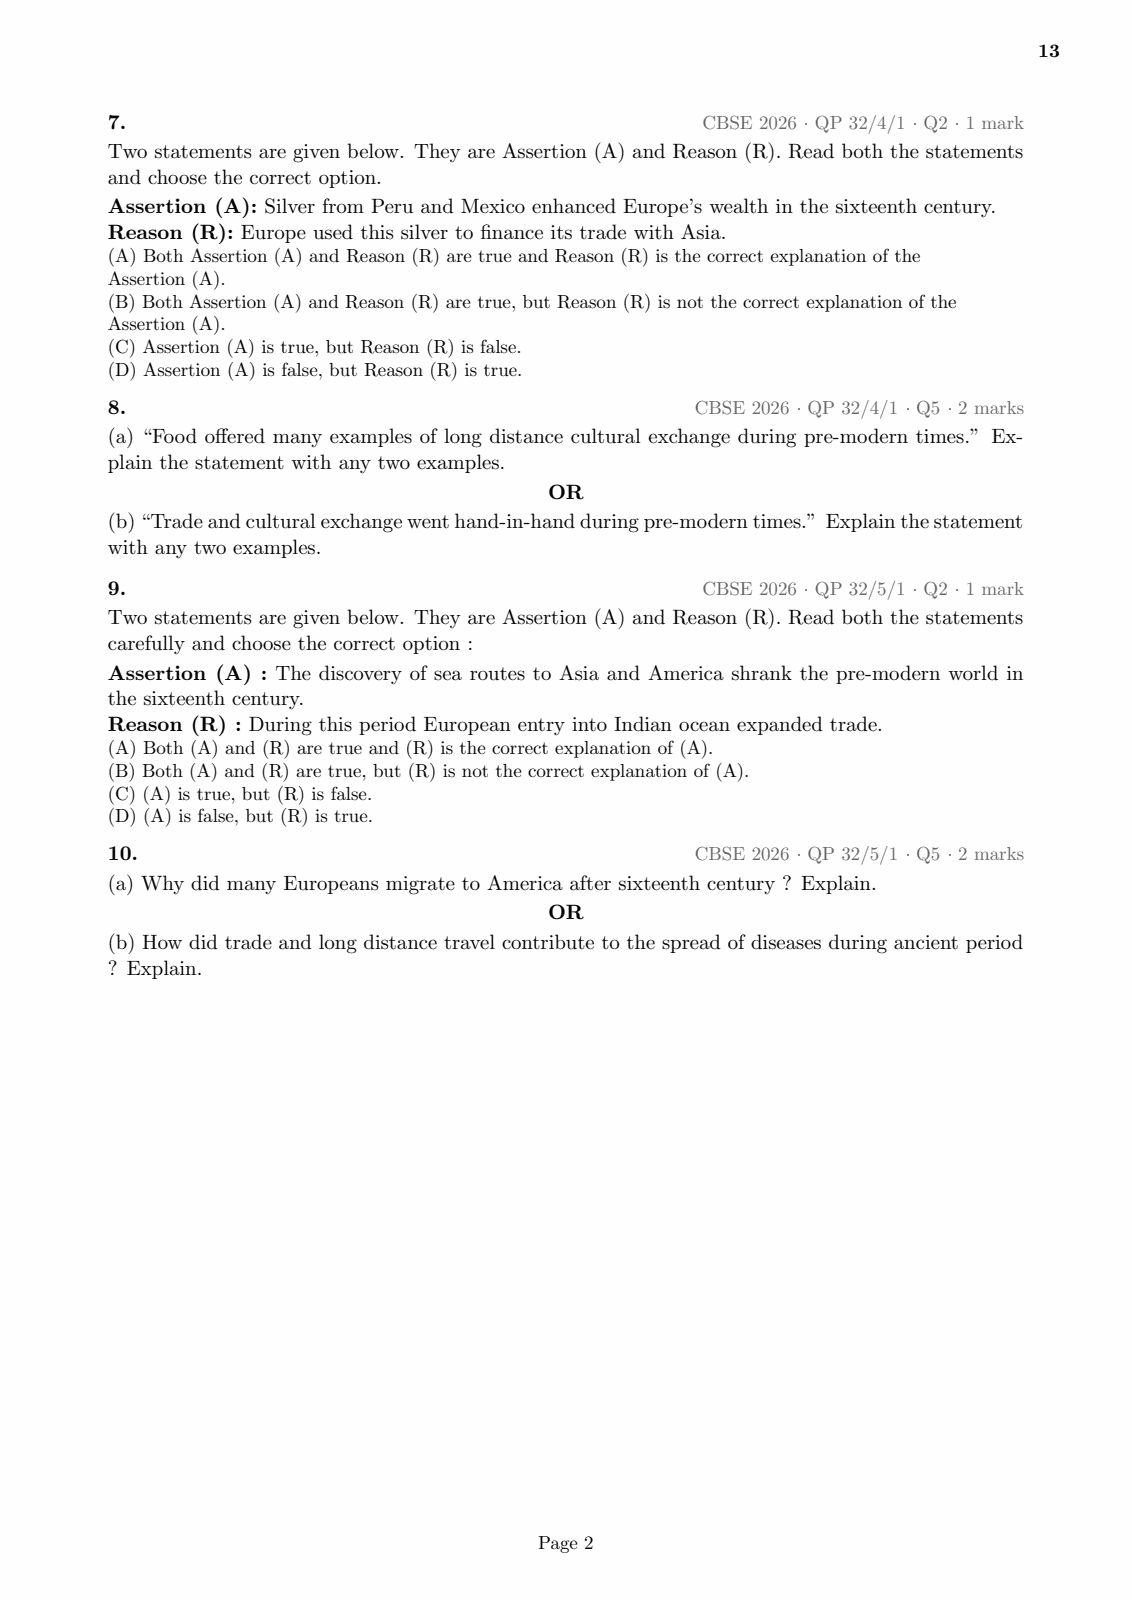 13
7. CBSE 2026 · QP 32/4/1 · Q2 · 1 mark
Two statements are given below. They are Assertion (A) and Reason (R). Read both the statements
and choose the correct option.
Assertion (A): Silver from Peru and Mexico enhanced Europe's wealth in the sixteenth century.
Reason (R): Europe used this silver to finance its trade with Asia.
(A) Both Assertion (A) and Reason (R) are true and Reason (R) is the correct explanation of the
Assertion (A).
(B) Both Assertion (A) and Reason (R) are true, but Reason (R) is not the correct explanation of the
Assertion (A).
(C) Assertion (A) is true, but Reason (R) is false.
(D) Assertion (A) is false, but Reason (R) is true.
8. CBSE 2026 · QP 32/4/1 · Q5 · 2 marks
(a) “Food offered many examples of long distance cultural exchange during pre-modern times.” Ex-
plain the statement with any two examples.
OR
(b) “Trade and cultural exchange went hand-in-hand during pre-modern times.” Explain the statement
with any two examples.
9. CBSE 2026 · QP 32/5/1 · Q2 · 1 mark
Two statements are given below. They are Assertion (A) and Reason (R). Read both the statements
carefully and choose the correct option :
Assertion (A) : The discovery of sea routes to Asia and America shrank the pre-modern world in
the sixteenth century.
Reason (R) : During this period European entry into Indian ocean expanded trade.
(A) Both (A) and (R) are true and (R) is the correct explanation of (A).
(B) Both (A) and (R) are true, but (R) is not the correct explanation of (A).
(C) (A) is true, but (R) is false.
(D) (A) is false, but (R) is true.
10. CBSE 2026 · QP 32/5/1 · Q5 · 2 marks
(a) Why did many Europeans migrate to America after sixteenth century ? Explain.
OR
(b) How did trade and long distance travel contribute to the spread of diseases during ancient period
? Explain.
Page 2